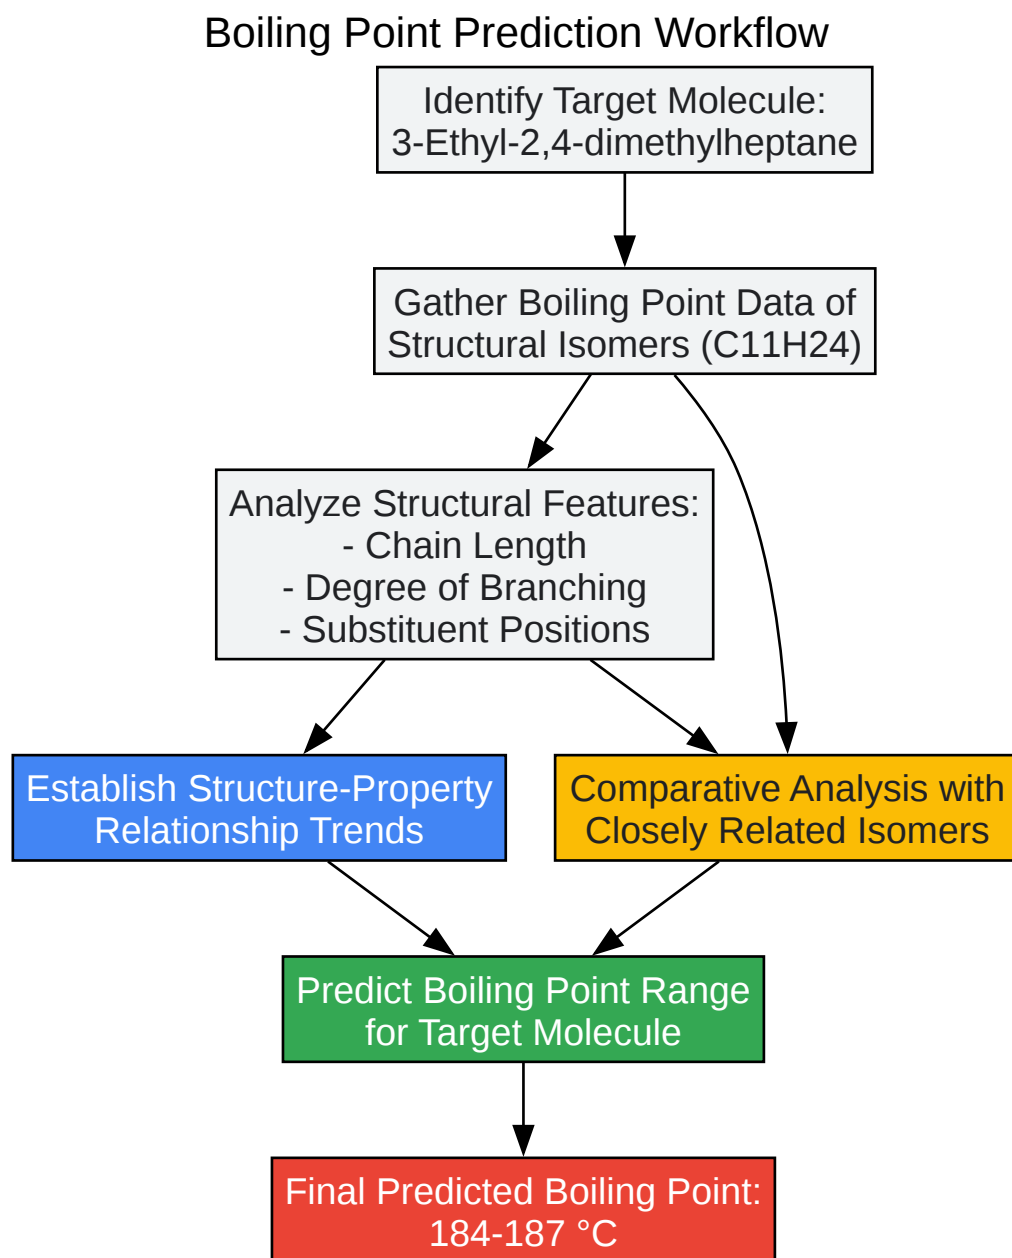 Boiling Point Prediction Workflow
Identify Target Molecule:
3-Ethyl-2,4-dimethylheptane
Gather Boiling Point Data of
Structural Isomers (C11H24)
Analyze Structural Features:
- Chain Length
- Degree of Branching
- Substituent Positions
Establish Structure-Property
Relationship Trends
Comparative Analysis with
Closely Related Isomers
Predict Boiling Point Range
for Target Molecule
Final Predicted Boiling Point:
184-187 °C